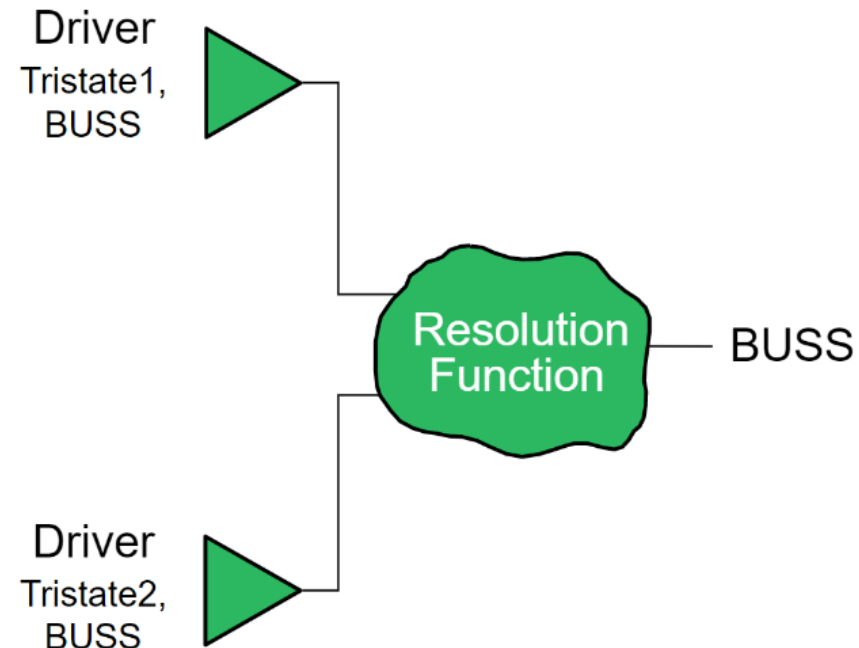 Driver
Tristate1,
BUSS
Resolution
Function
BUSS
Driver
Tristate2,
BUSS